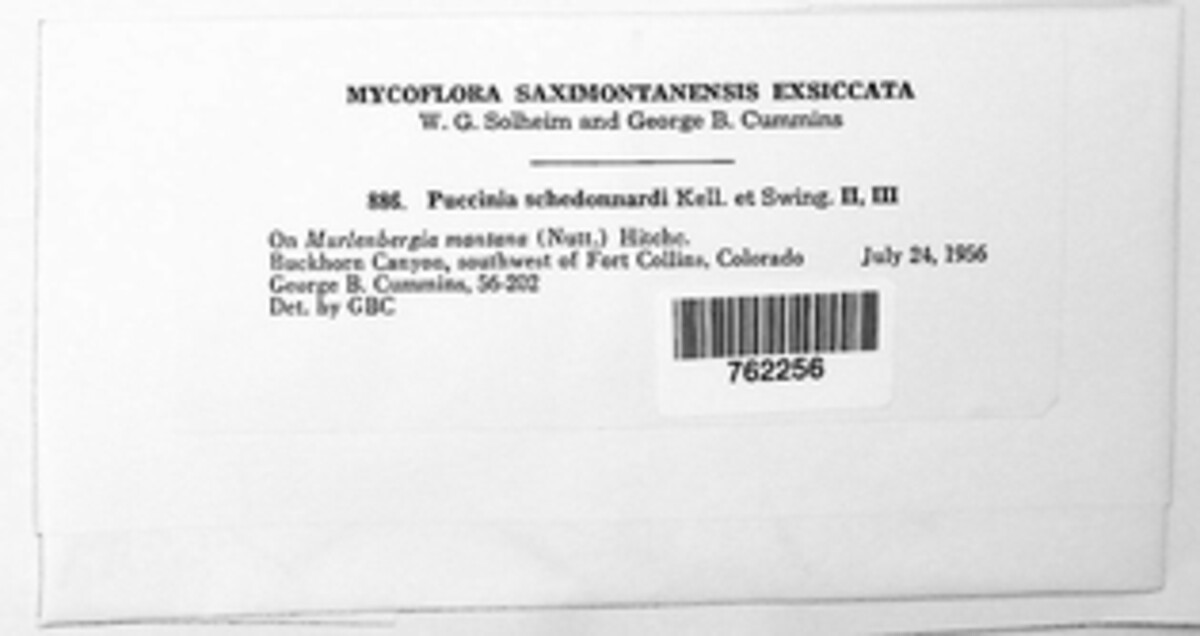 MYCOFLORA SAXIMONTANENSIS EXSICCATA
W. G. Solheim and George B. Cummins
886. Puccinia schedonnardi Kell. et Swing. II, III
On Muhlenbergia montana (Nutt.) Hitchc.
Buckhorn Canyon, southwest of Fort Collins, Colorado July 24, 1956
George B. Cummins, 56-202
Det. by GBC
762256